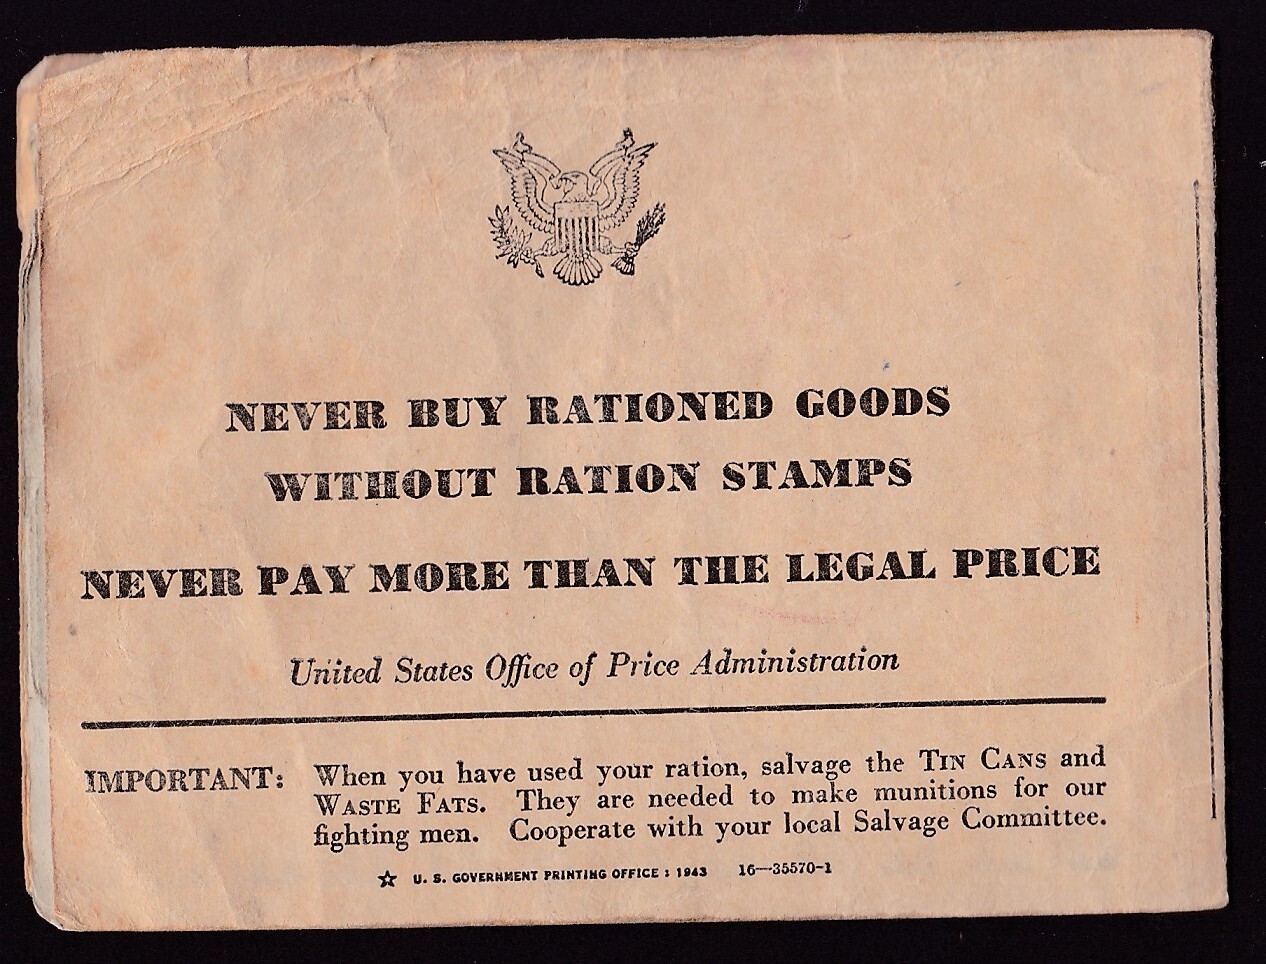 NEVER BUY RATIONED GOODS
WITHOUT RATION STAMPS
NEVER PAY MORE THAN THE LEGAL PRICE
United States Office of Price Administration
IMPORTANT: When you have used your ration, salvage the TIN CANS and
WASTE FATS. They are needed to make munitions for our
fighting men. Cooperate with your local Salvage Committee.
☆ U. S. GOVERNMENT PRINTING OFFICE : 1943 16—35570-1